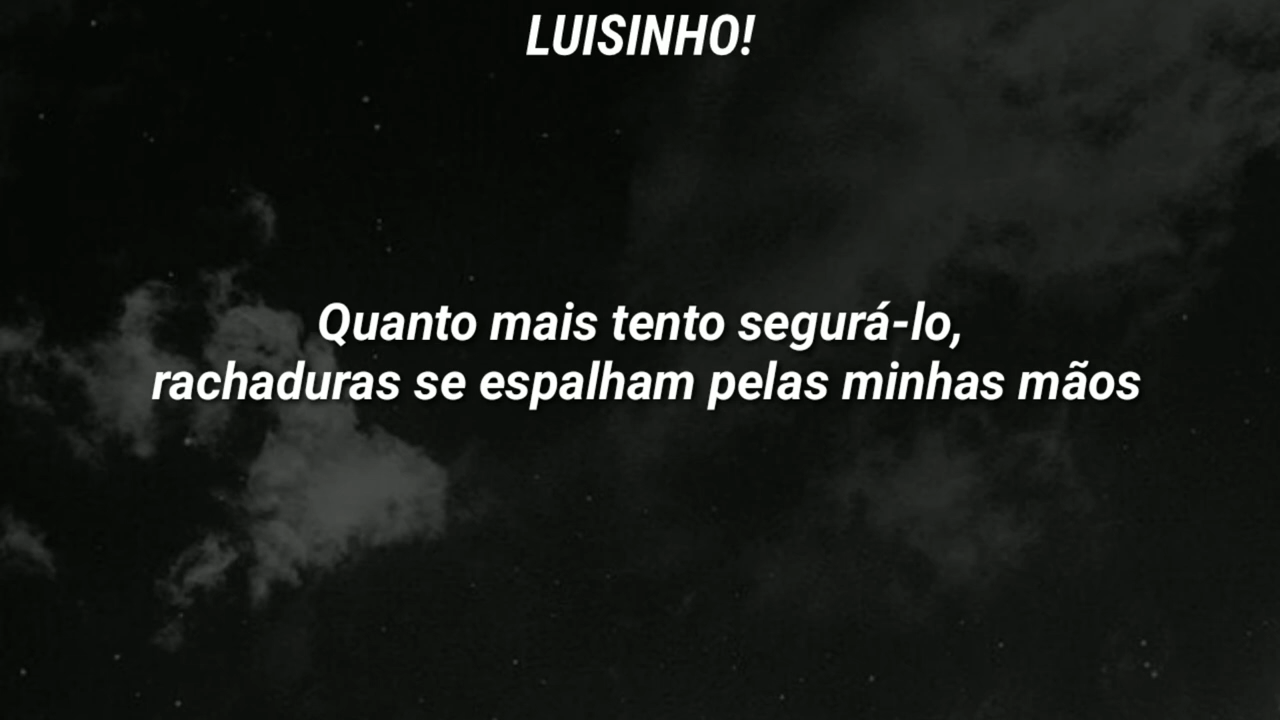 LUISINHO!
Quanto mais tento segurá-lo,
rachaduras se espalham pelas minhas mãos